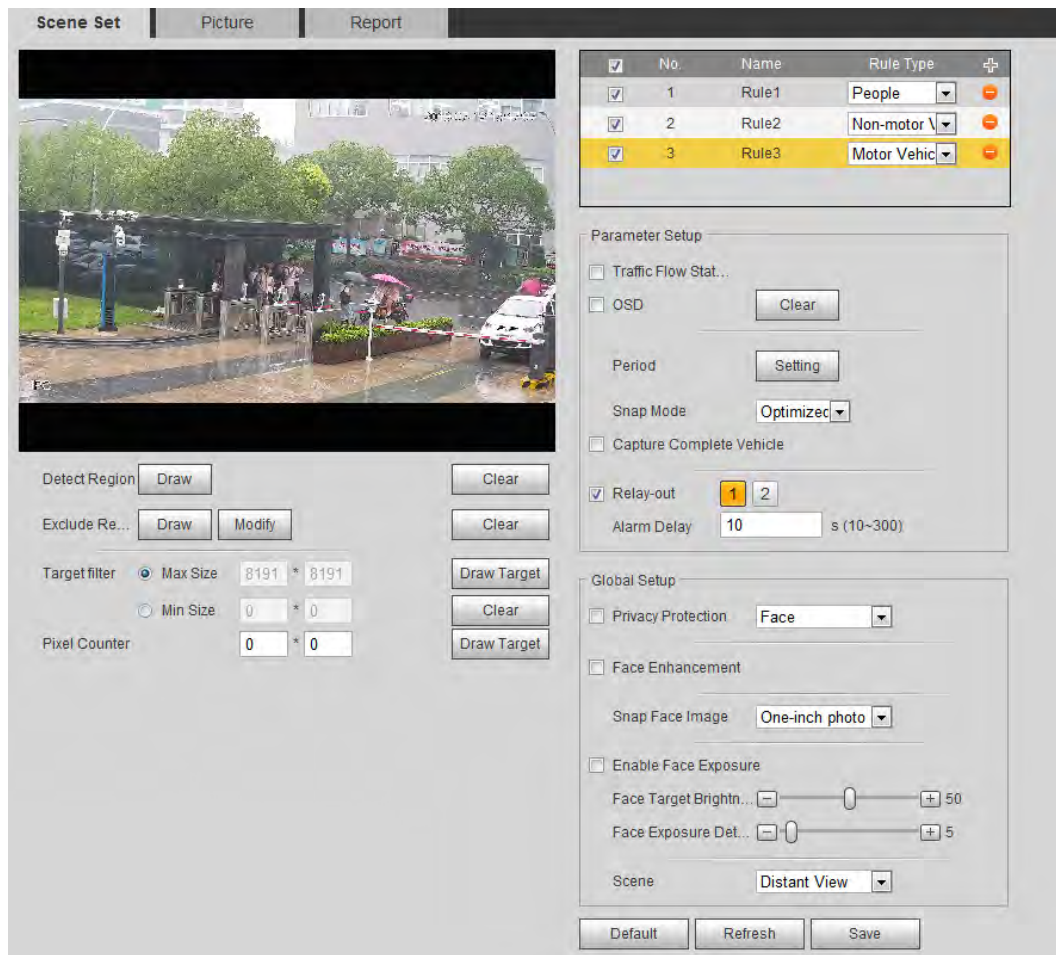 Scene Set Picture Report
No. Name Rule Type
1 Rule1 People
2 Rule2 Non-motor V
3 Rule3 Motor Vehic
Parameter Setup
Traffic Flow Stat...
OSD Clear
Period Setting
Snap Mode Optimized
Capture Complete Vehicle
Relay-out 1 2
Alarm Delay 10 s (10~300)
Detect Region Draw Clear
Exclude Re... Draw Modify Clear
Target filter Max Size 8191 * 8191 Draw Target
Min Size 0 * 0 Clear
Pixel Counter 0 * 0 Draw Target
Global Setup
Privacy Protection Face
Face Enhancement
Snap Face Image One-inch photo
Enable Face Exposure
Face Target Brightn... 50
Face Exposure Det... 5
Scene Distant View
Default Refresh Save